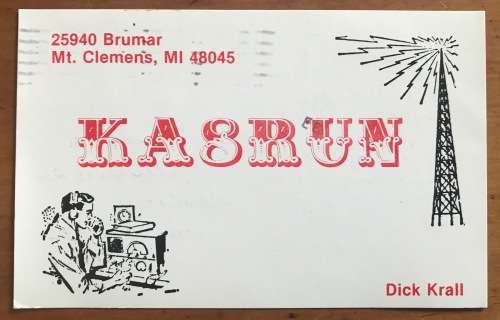 25940 Brumar
Mt. Clemens, MI 48045
KA8RUN
Dick Krall